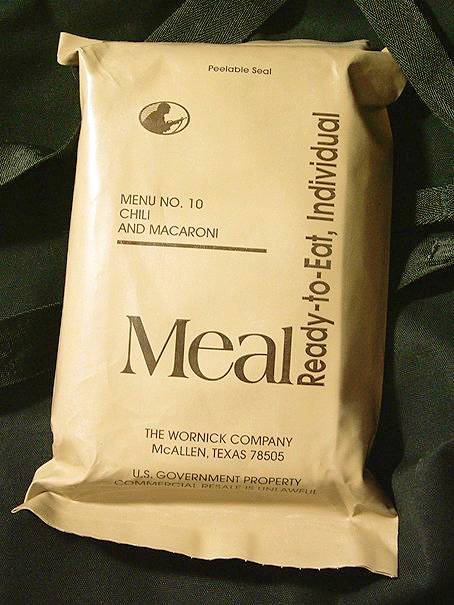 Peelable Seal
MENU NO. 10
CHILI
AND MACARONI
Meal
Ready-to-Eat, Individual
THE WORNICK COMPANY
McALLEN, TEXAS 78505
U.S. GOVERNMENT PROPERTY
COMMERCIAL RESALE IS UNLAWFUL